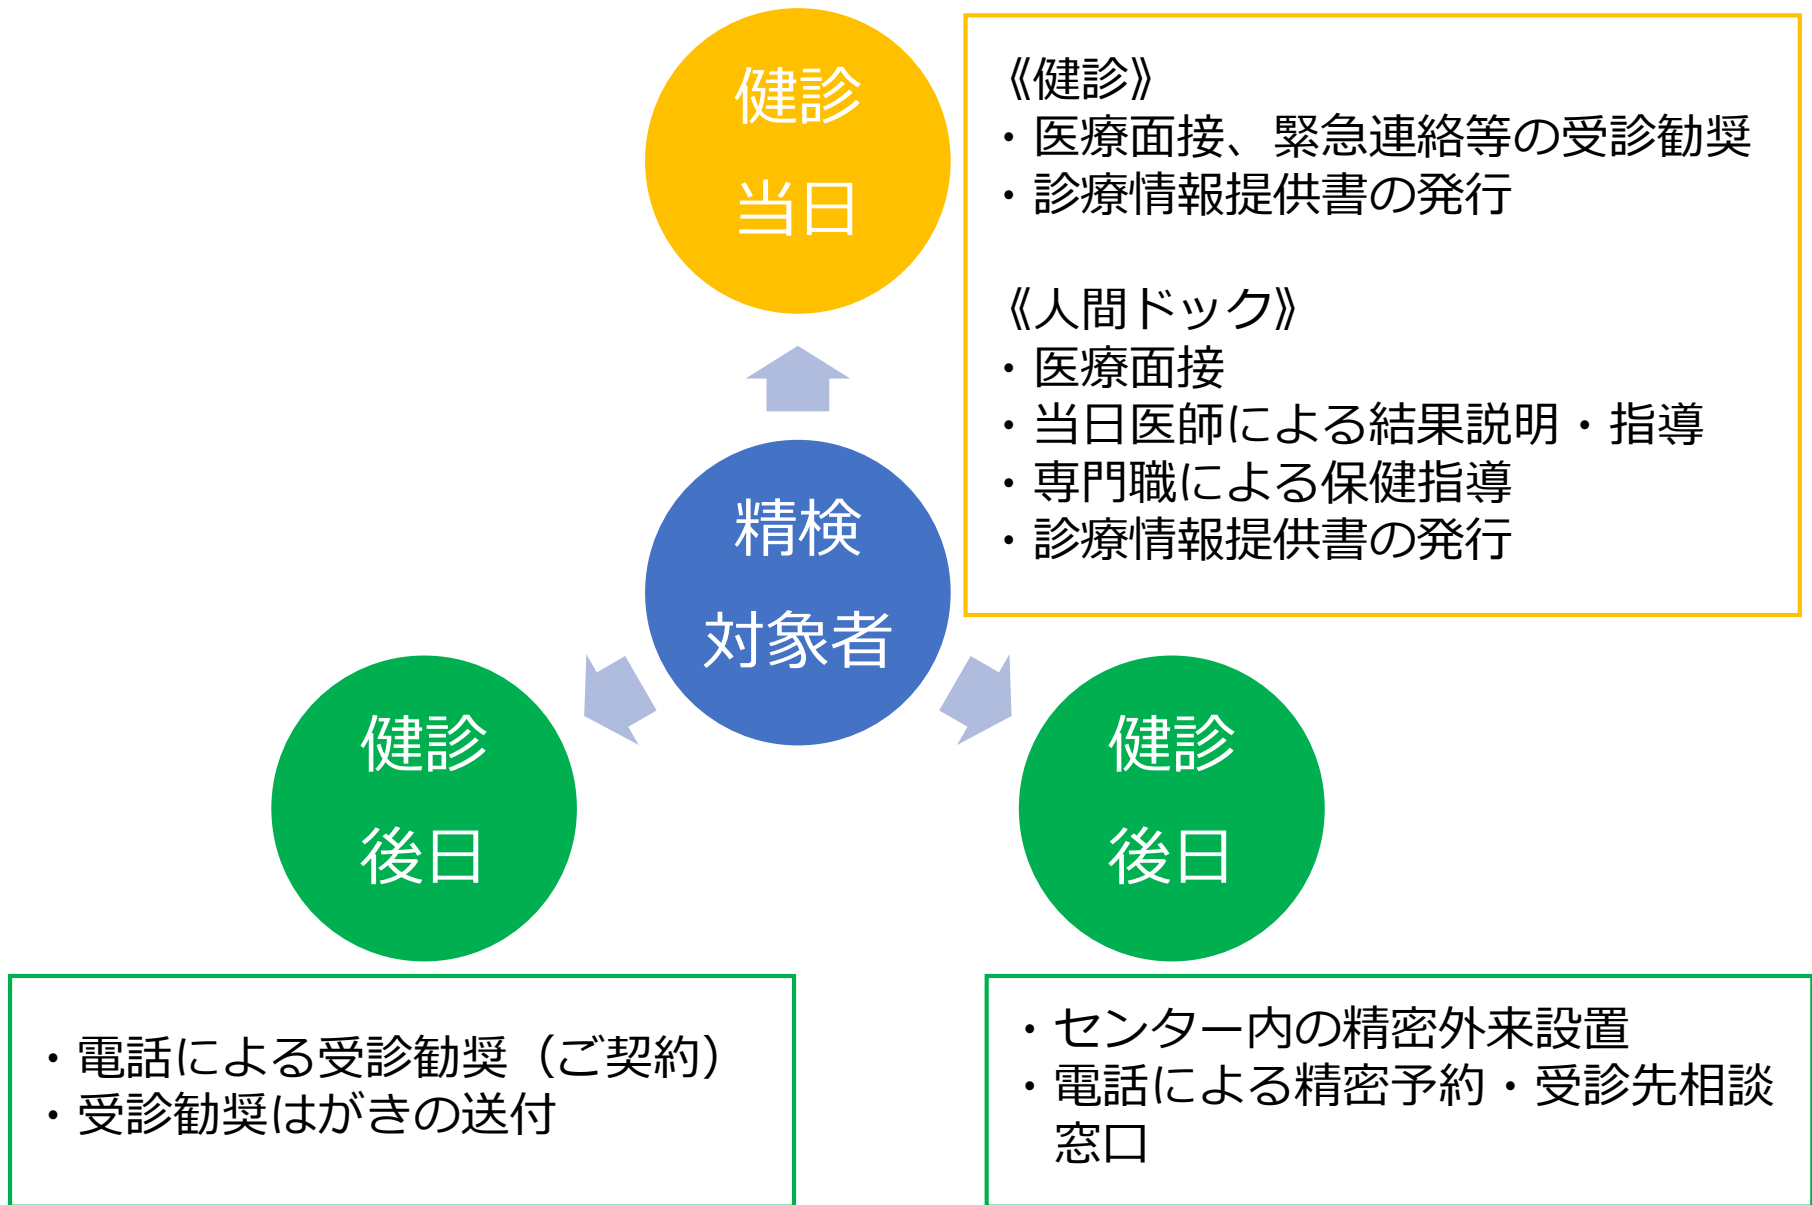 健診
当日
《健診》
・医療面接、緊急連絡等の受診勧奨
・診療情報提供書の発行
《人間ドック》
・医療面接
・当日医師による結果説明・指導
・専門職による保健指導
・診療情報提供書の発行
精検
対象者
健診
後日
・電話による受診勧奨（ご契約）
・受診勧奨はがきの送付
健診
後日
・センター内の精密外来設置
・電話による精密予約・受診先相談
窓口